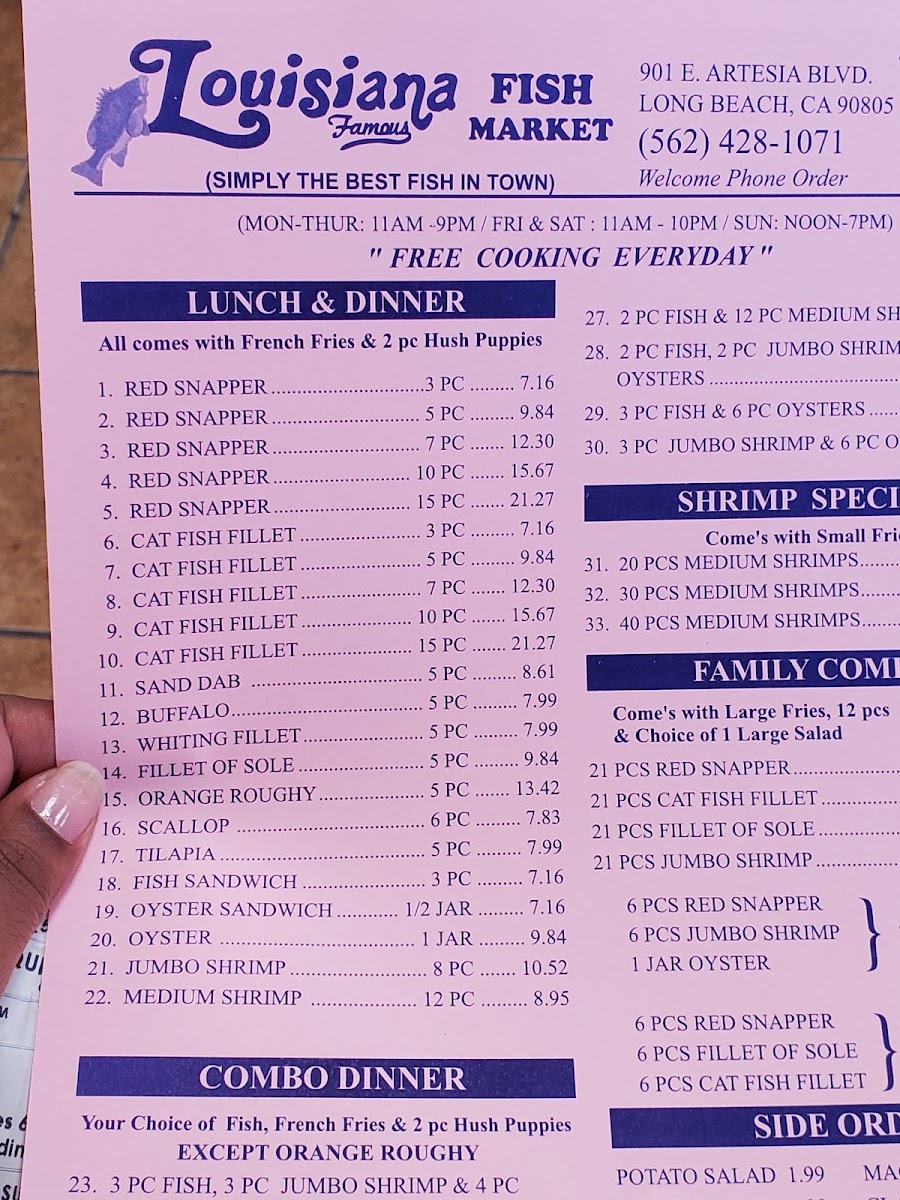 Louisiana
Famous
FISH
MARKET
(SIMPLY THE BEST FISH IN TOWN)
901 E. ARTESIA BLVD.
LONG BEACH, CA 90805
(562) 428-1071
Welcome Phone Order
(MON-THUR: 11AM -9PM / FRI & SAT : 11AM - 10PM / SUN: NOON-7PM)
" FREE COOKING EVERYDAY "
LUNCH & DINNER
All comes with French Fries & 2 pc Hush Puppies
1. RED SNAPPER..........................3 PC ......... 7.16
2. RED SNAPPER.......................... 5 PC ......... 9.84
3. RED SNAPPER.......................... 7 PC ....... 12.30
4. RED SNAPPER........................ 10 PC ....... 15.67
5. RED SNAPPER........................ 15 PC ....... 21.27
6. CAT FISH FILLET ..................... 3 PC ......... 7.16
7. CAT FISH FILLET ..................... 5 PC ......... 9.84
8. CAT FISH FILLET ..................... 7 PC ....... 12.30
9. CAT FISH FILLET .................... 10 PC ....... 15.67
10. CAT FISH FILLET .................... 15 PC ....... 21.27
11. SAND DAB .............................. 5 PC ......... 8.61
12. BUFFALO................................. 5 PC ......... 7.99
13. WHITING FILLET..................... 5 PC ......... 7.99
14. FILLET OF SOLE ...................... 5 PC ......... 9.84
15. ORANGE ROUGHY.................. 5 PC ....... 13.42
16. SCALLOP ................................ 6 PC ........ 7.83
17. TILAPIA ................................... 5 PC ......... 7.99
18. FISH SANDWICH ..................... 3 PC ......... 7.16
19. OYSTER SANDWICH ........... 1/2 JAR ......... 7.16
20. OYSTER .................................. 1 JAR ......... 9.84
21. JUMBO SHRIMP ....................... 8 PC ....... 10.52
22. MEDIUM SHRIMP .................. 12 PC ......... 8.95
COMBO DINNER
Your Choice of Fish, French Fries & 2 pc Hush Puppies
EXCEPT ORANGE ROUGHY
23. 3 PC FISH, 3 PC JUMBO SHRIMP & 4 PC
27. 2 PC FISH & 12 PC MEDIUM SH
28. 2 PC FISH, 2 PC JUMBO SHRIM
OYSTERS ....................................
29. 3 PC FISH & 6 PC OYSTERS ......
30. 3 PC JUMBO SHRIMP & 6 PC O
SHRIMP SPECI
Come's with Small Fri
31. 20 PCS MEDIUM SHRIMPS.......
32. 30 PCS MEDIUM SHRIMPS.......
33. 40 PCS MEDIUM SHRIMPS.......
FAMILY COM
Come's with Large Fries, 12 pcs
& Choice of 1 Large Salad
21 PCS RED SNAPPER...................
21 PCS CAT FISH FILLET ..............
21 PCS FILLET OF SOLE ...............
21 PCS JUMBO SHRIMP ...............
6 PCS RED SNAPPER
6 PCS JUMBO SHRIMP
1 JAR OYSTER
6 PCS RED SNAPPER
6 PCS FILLET OF SOLE
6 PCS CAT FISH FILLET
SIDE ORD
POTATO SALAD 1.99 MA